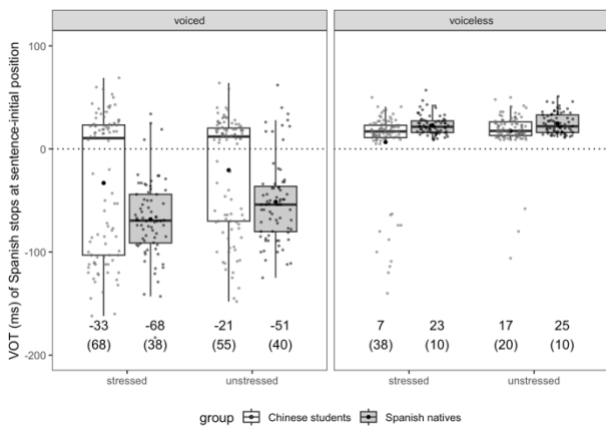 voiced
voiceless
VOT (ms) of Spanish stops at sentence-initial position
100
0
-100
-200
-33
-68
-21
-51
(68)
(38)
(55)
(40)
7
23
17
25
(38)
(10)
(20)
(10)
stressed
unstressed
stressed
unstressed
group
Chinese students
Spanish natives